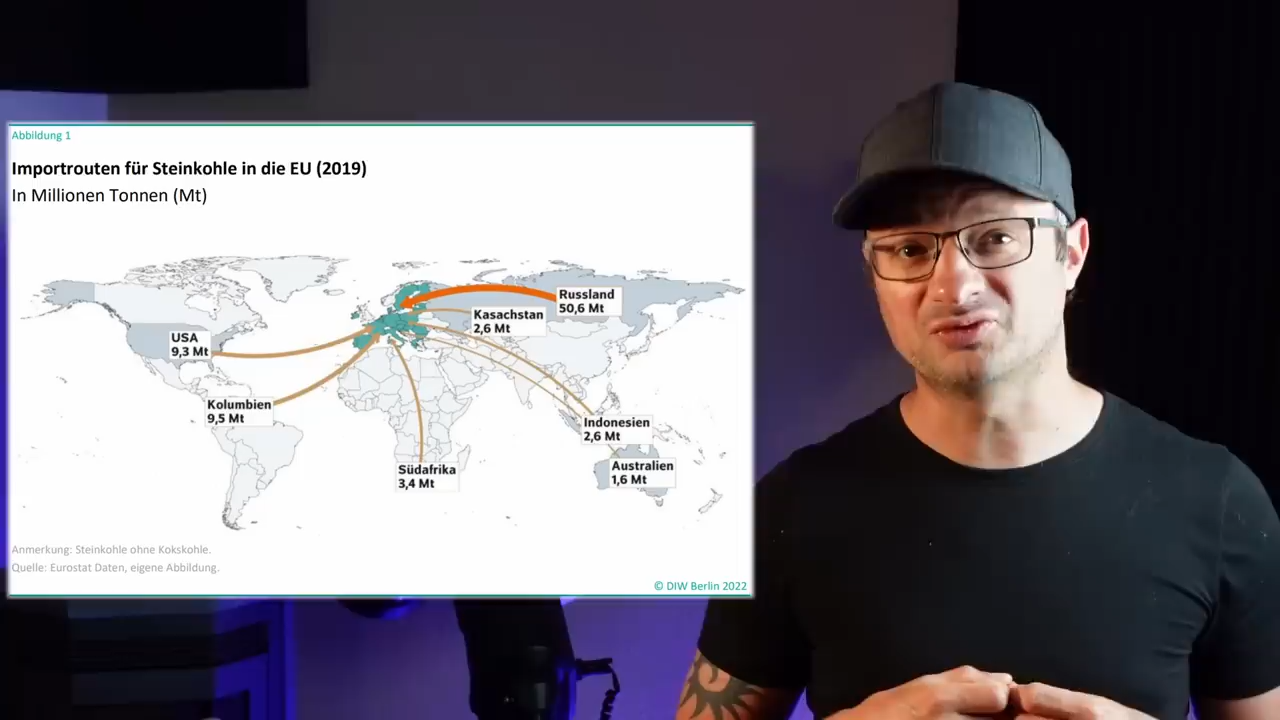 Abbildung 1
Importrouten für Steinkohle in die EU (2019)
In Millionen Tonnen (Mt)
Russland
50,6 Mt
Kasachstan
2,6 Mt
USA
9,3 Mt
Kolumbien
9,5 Mt
Indonesien
2,6 Mt
Südafrika
3,4 Mt
Australien
1,6 Mt
Anmerkung: Steinkohle ohne Kokskohle.
Quelle: Eurostat Daten, eigene Abbildung.
© DIW Berlin 2022